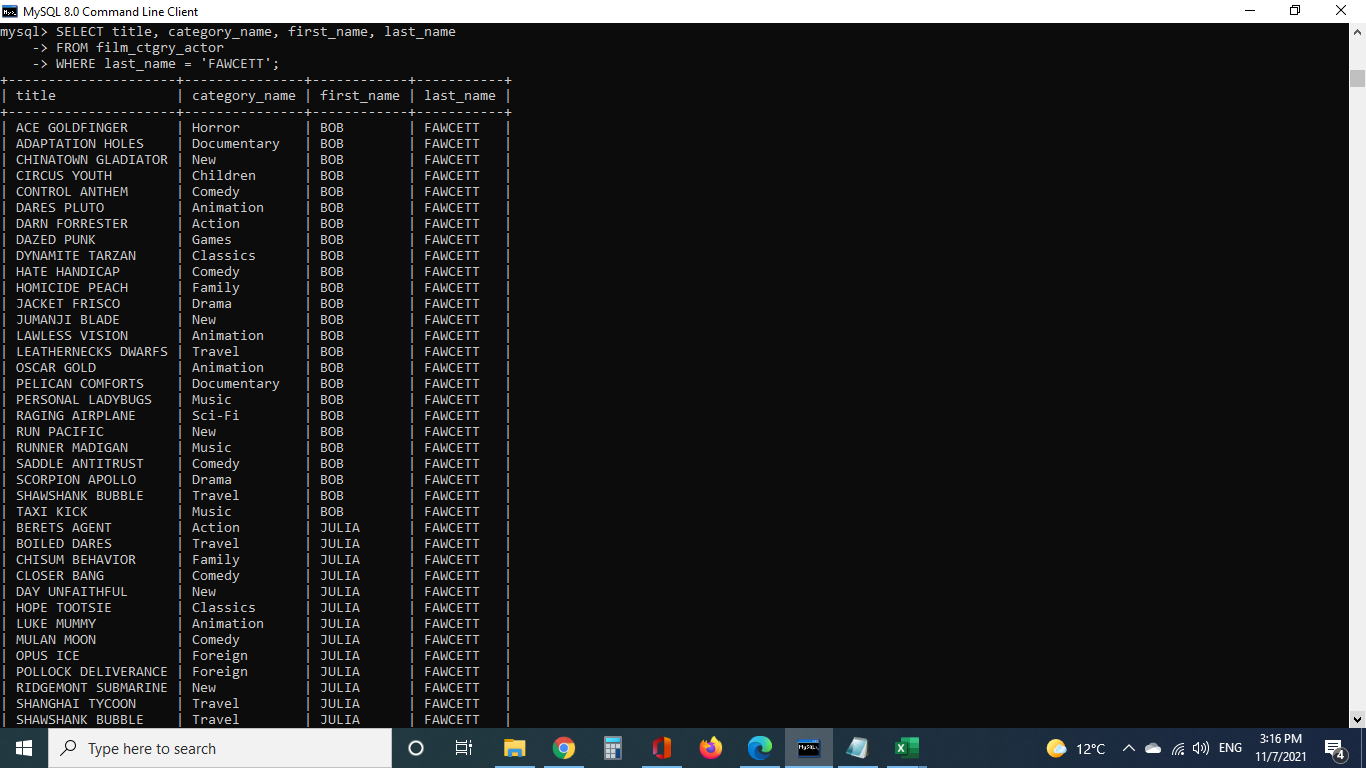 MySQL 8.0 Command Line Client
mysql> SELECT title, category_name, first_name, last_name
    -> FROM film_ctgry_actor
    -> WHERE last_name = 'FAWCETT';
+---------------------+---------------+------------+-----------+
| title               | category_name | first_name | last_name |
+---------------------+---------------+------------+-----------+
| ACE GOLDFINGER      | Horror        | BOB        | FAWCETT   |
| ADAPTATION HOLES    | Documentary   | BOB        | FAWCETT   |
| CHINATOWN GLADIATOR | New           | BOB        | FAWCETT   |
| CIRCUS YOUTH        | Children      | BOB        | FAWCETT   |
| CONTROL ANTHEM      | Comedy        | BOB        | FAWCETT   |
| DARES PLUTO         | Animation     | BOB        | FAWCETT   |
| DARN FORRESTER      | Action        | BOB        | FAWCETT   |
| DAZED PUNK          | Games         | BOB        | FAWCETT   |
| DYNAMITE TARZAN     | Classics      | BOB        | FAWCETT   |
| HATE HANDICAP       | Comedy        | BOB        | FAWCETT   |
| HOMICIDE PEACH      | Family        | BOB        | FAWCETT   |
| JACKET FRISCO       | Drama         | BOB        | FAWCETT   |
| JUMANJI BLADE       | New           | BOB        | FAWCETT   |
| LAWLESS VISION      | Animation     | BOB        | FAWCETT   |
| LEATHERNECKS DWARFS | Travel        | BOB        | FAWCETT   |
| OSCAR GOLD          | Animation     | BOB        | FAWCETT   |
| PELICAN COMFORTS    | Documentary   | BOB        | FAWCETT   |
| PERSONAL LADYBUGS   | Music         | BOB        | FAWCETT   |
| RAGING AIRPLANE     | Sci-Fi        | BOB        | FAWCETT   |
| RUN PACIFIC         | New           | BOB        | FAWCETT   |
| RUNNER MADIGAN      | Music         | BOB        | FAWCETT   |
| SADDLE ANTITRUST    | Comedy        | BOB        | FAWCETT   |
| SCORPION APOLLO     | Drama         | BOB        | FAWCETT   |
| SHAWSHANK BUBBLE    | Travel        | BOB        | FAWCETT   |
| TAXI KICK           | Music         | BOB        | FAWCETT   |
| BERETS AGENT        | Action        | JULIA      | FAWCETT   |
| BOILED DARES        | Travel        | JULIA      | FAWCETT   |
| CHISUM BEHAVIOR     | Family        | JULIA      | FAWCETT   |
| CLOSER BANG         | Comedy        | JULIA      | FAWCETT   |
| DAY UNFAITHFUL      | New           | JULIA      | FAWCETT   |
| HOPE TOOTSIE        | Classics      | JULIA      | FAWCETT   |
| LUKE MUMMY          | Animation     | JULIA      | FAWCETT   |
| MULAN MOON          | Comedy        | JULIA      | FAWCETT   |
| OPUS ICE            | Foreign       | JULIA      | FAWCETT   |
| POLLOCK DELIVERANCE | Foreign       | JULIA      | FAWCETT   |
| RIDGEMONT SUBMARINE | New           | JULIA      | FAWCETT   |
| SHANGHAI TYCOON     | Travel        | JULIA      | FAWCETT   |
| SHAWSHANK BUBBLE    | Travel        | JULIA      | FAWCETT   |
Type here to search
12°C
ENG
3:16 PM
11/7/2021
4